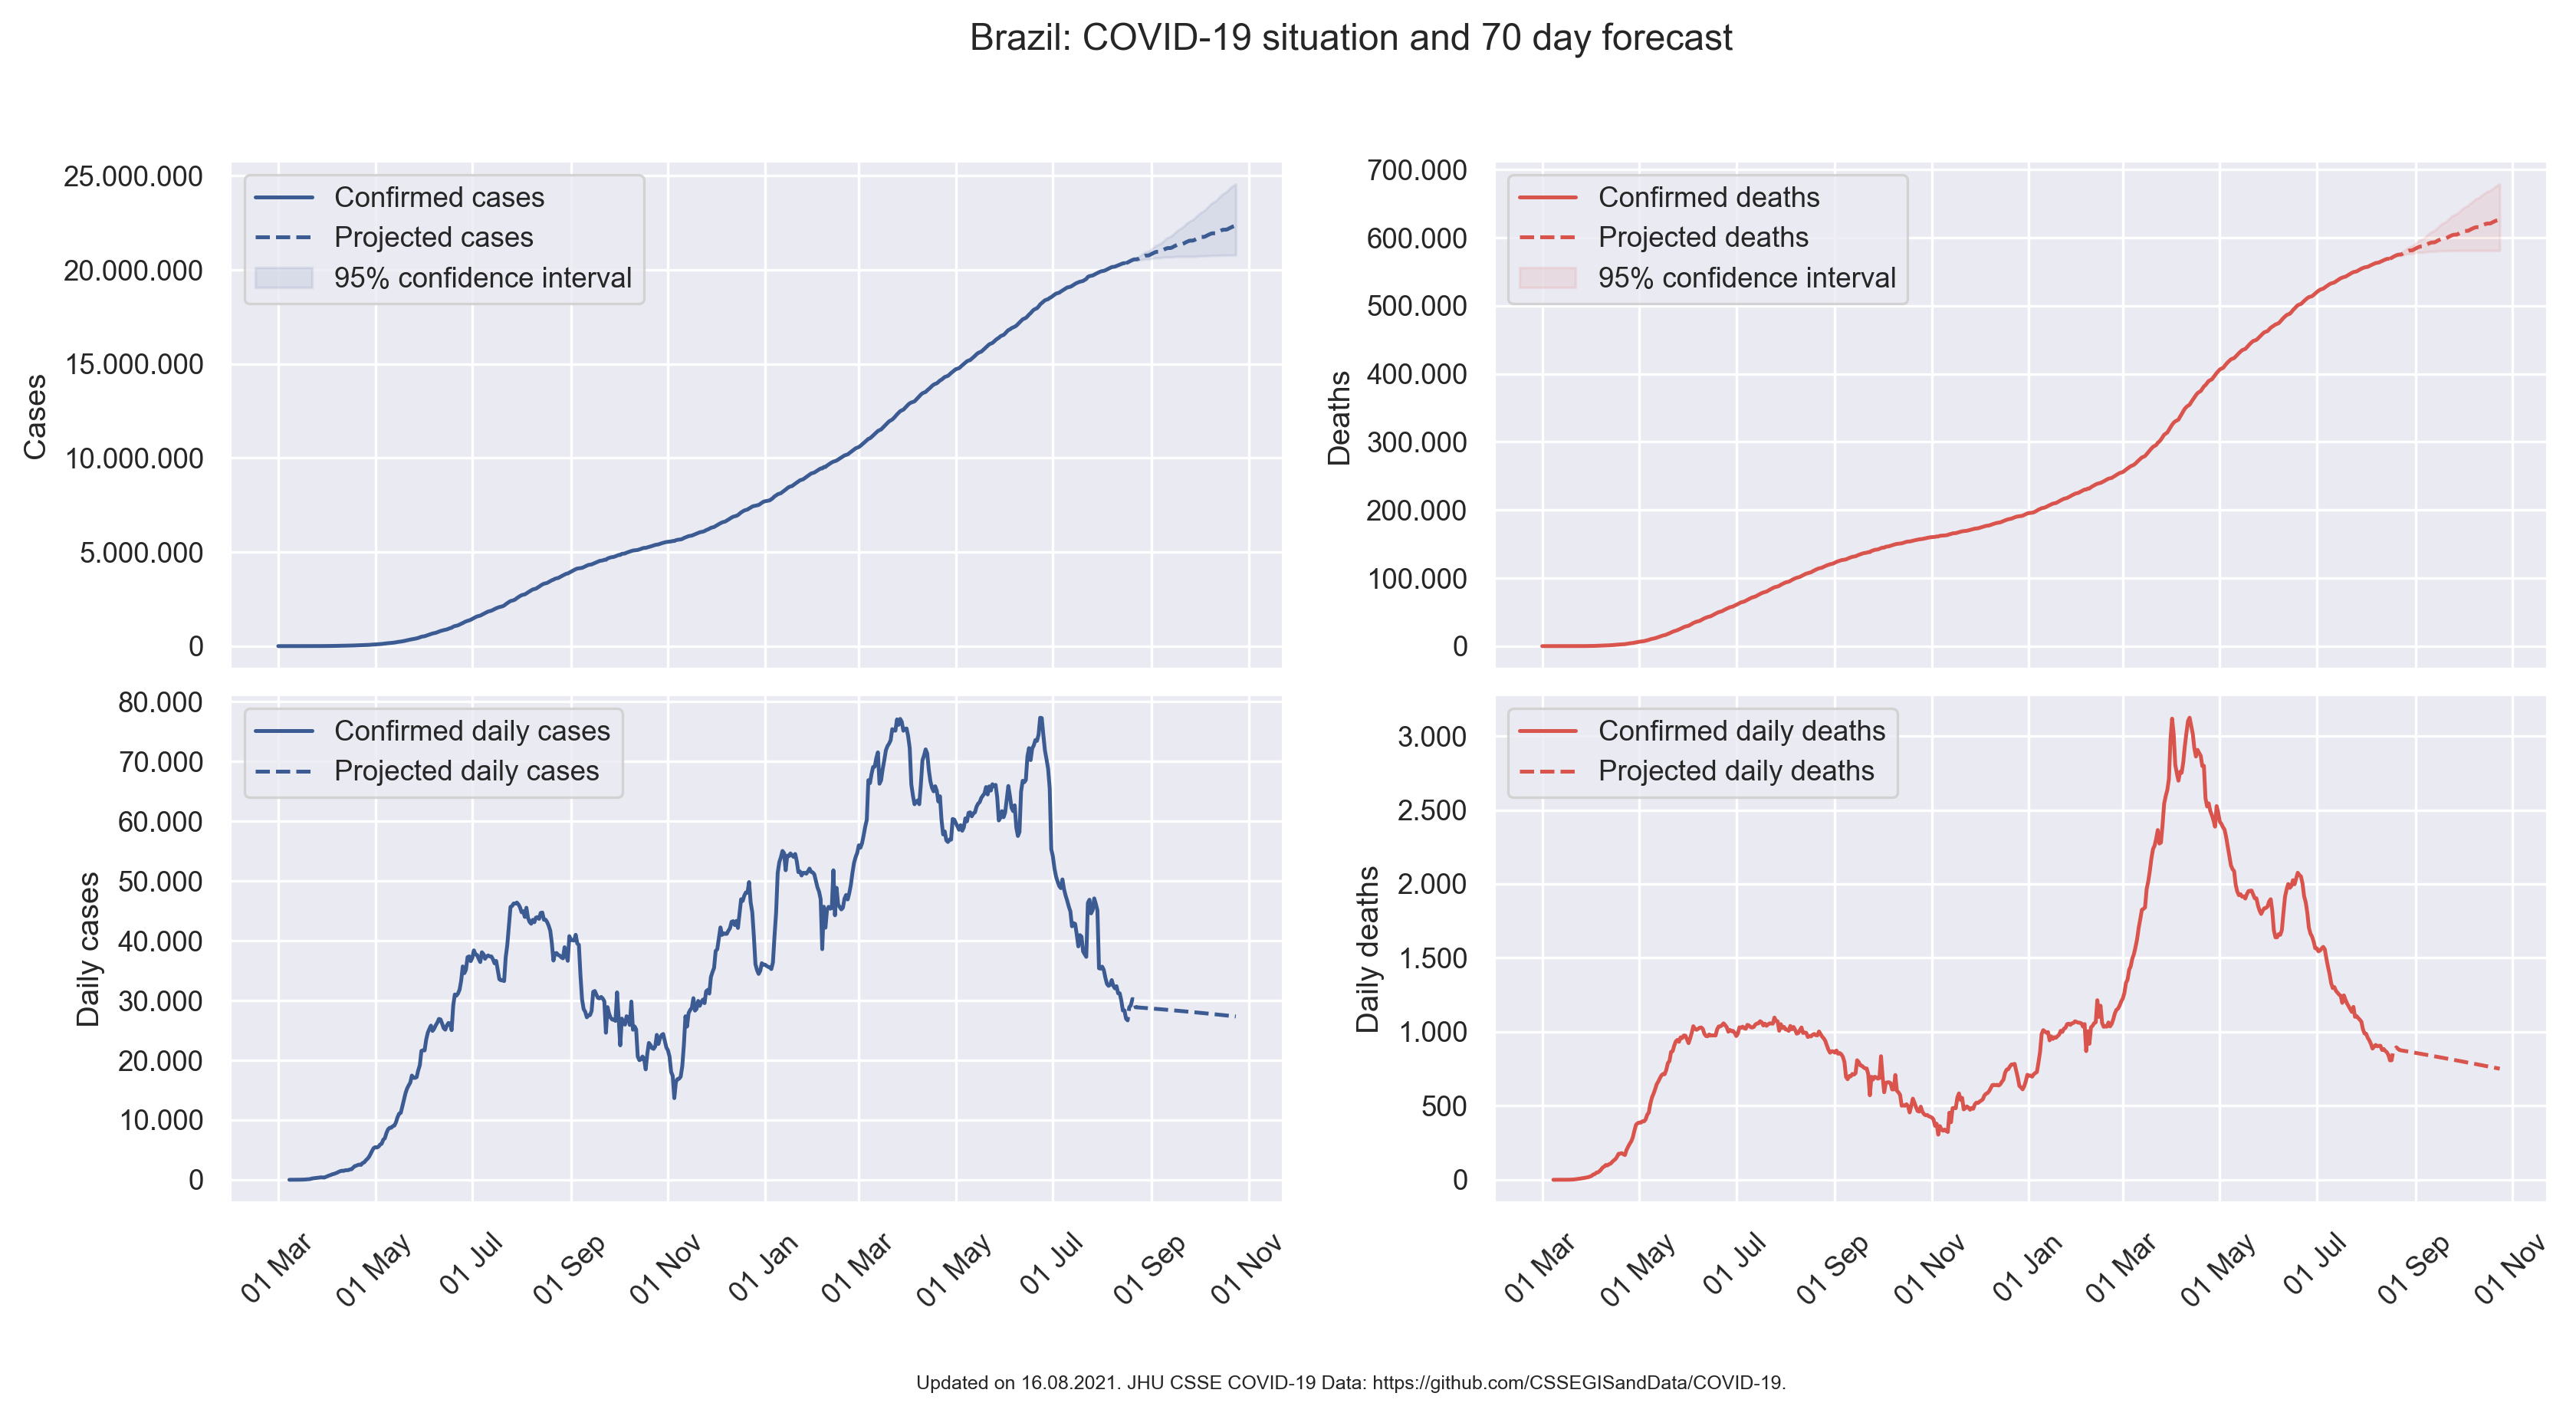 Brazil: COVID-19 situation and 70 day forecast
25.000.000
20.000.000
15.000.000
10.000.000
5.000.000
0
Cases
Confirmed cases
Projected cases
95% confidence interval
700.000
600.000
500.000
400.000
300.000
200.000
100.000
0
Deaths
Confirmed deaths
Projected deaths
95% confidence interval
80.000
70.000
60.000
50.000
40.000
30.000
20.000
10.000
0
Daily cases
Confirmed daily cases
Projected daily cases
01 Mar
01 May
01 Jul
01 Sep
01 Nov
01 Jan
01 Mar
01 May
01 Jul
01 Sep
01 Nov
3.000
2.500
2.000
1.500
1.000
500
0
Daily deaths
Confirmed daily deaths
Projected daily deaths
01 Mar
01 May
01 Jul
01 Sep
01 Nov
01 Jan
01 Mar
01 May
01 Jul
01 Sep
01 Nov
Updated on 16.08.2021. JHU CSSE COVID-19 Data: https://github.com/CSSEGISandData/COVID-19.